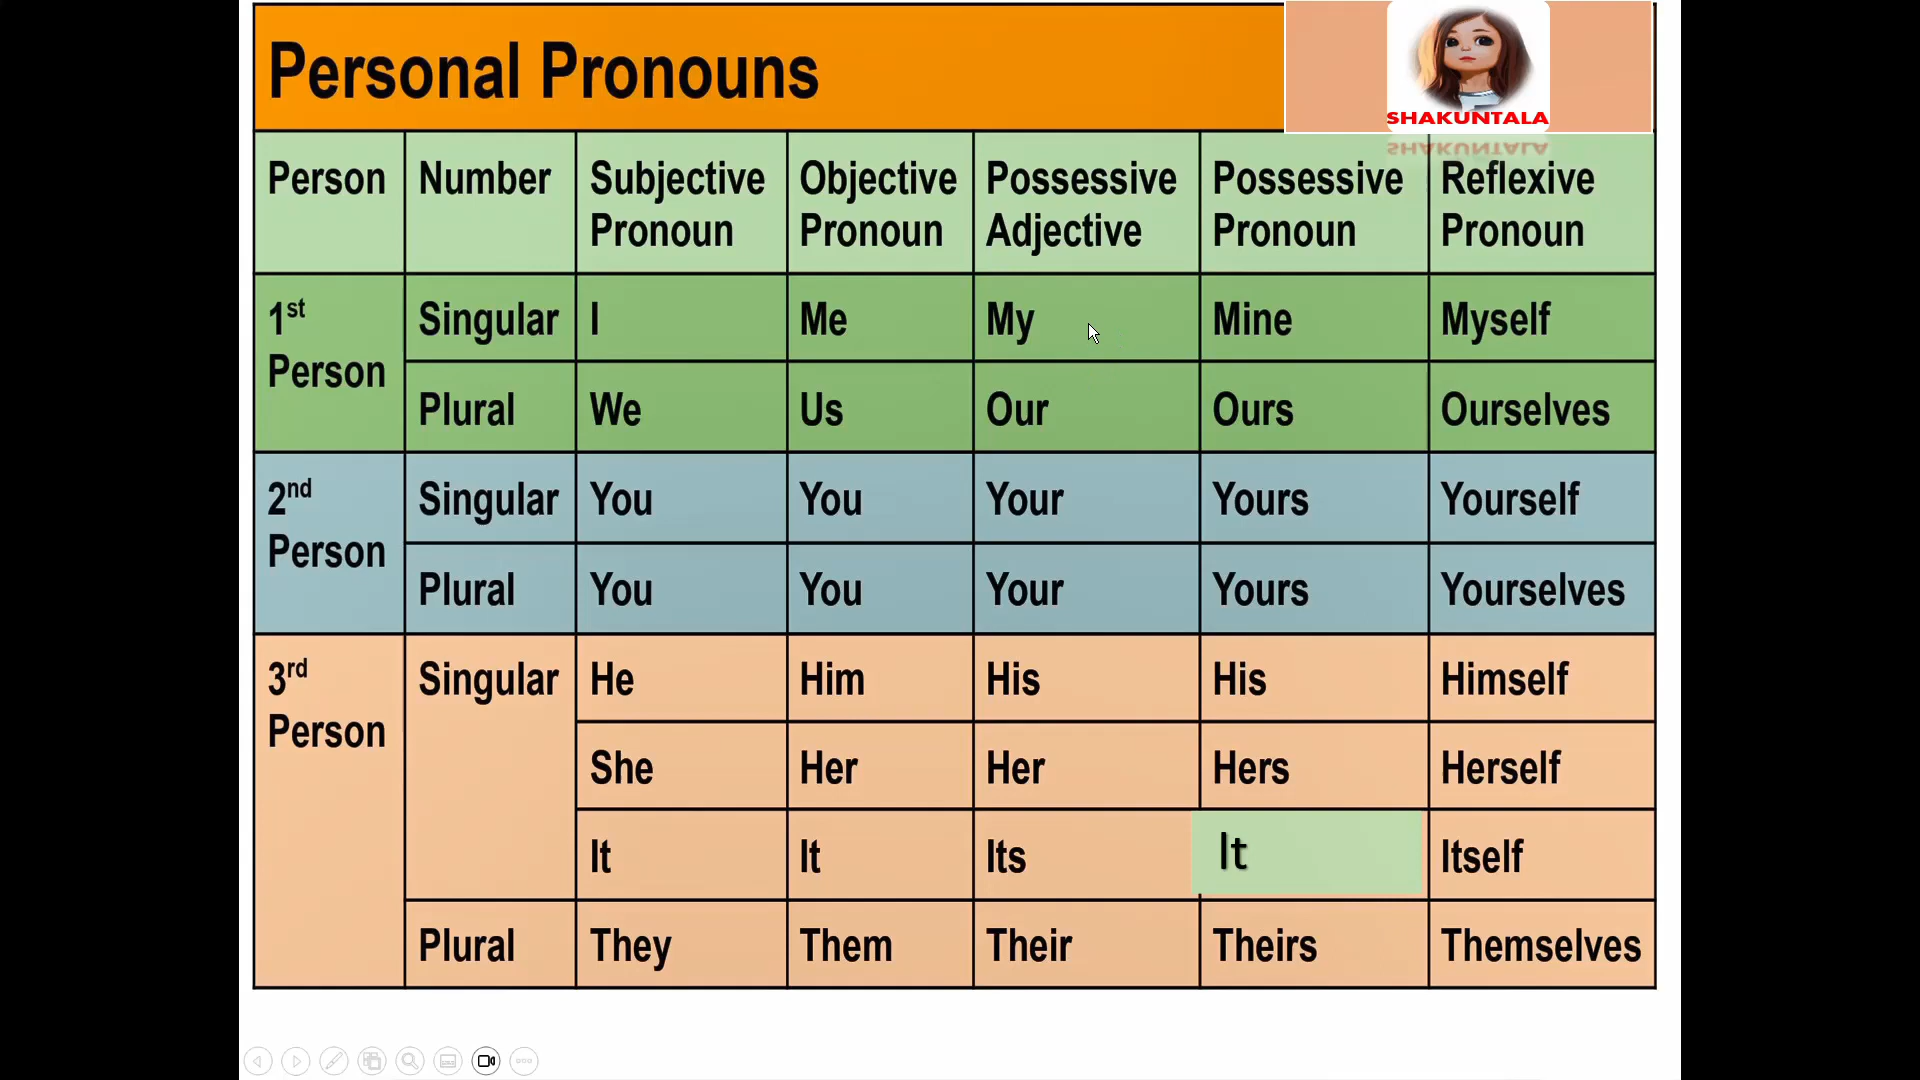 Personal Pronouns
SHAKUNTALA
Person Number Subjective Pronoun Objective Pronoun Possessive Adjective Possessive Pronoun Reflexive Pronoun
1st Person Singular I Me My Mine Myself
Plural We Us Our Ours Ourselves
2nd Person Singular You You Your Yours Yourself
Plural You You Your Yours Yourselves
3rd Person Singular He Him His His Himself
She Her Her Hers Herself
It It Its It Itself
Plural They Them Their Theirs Themselves